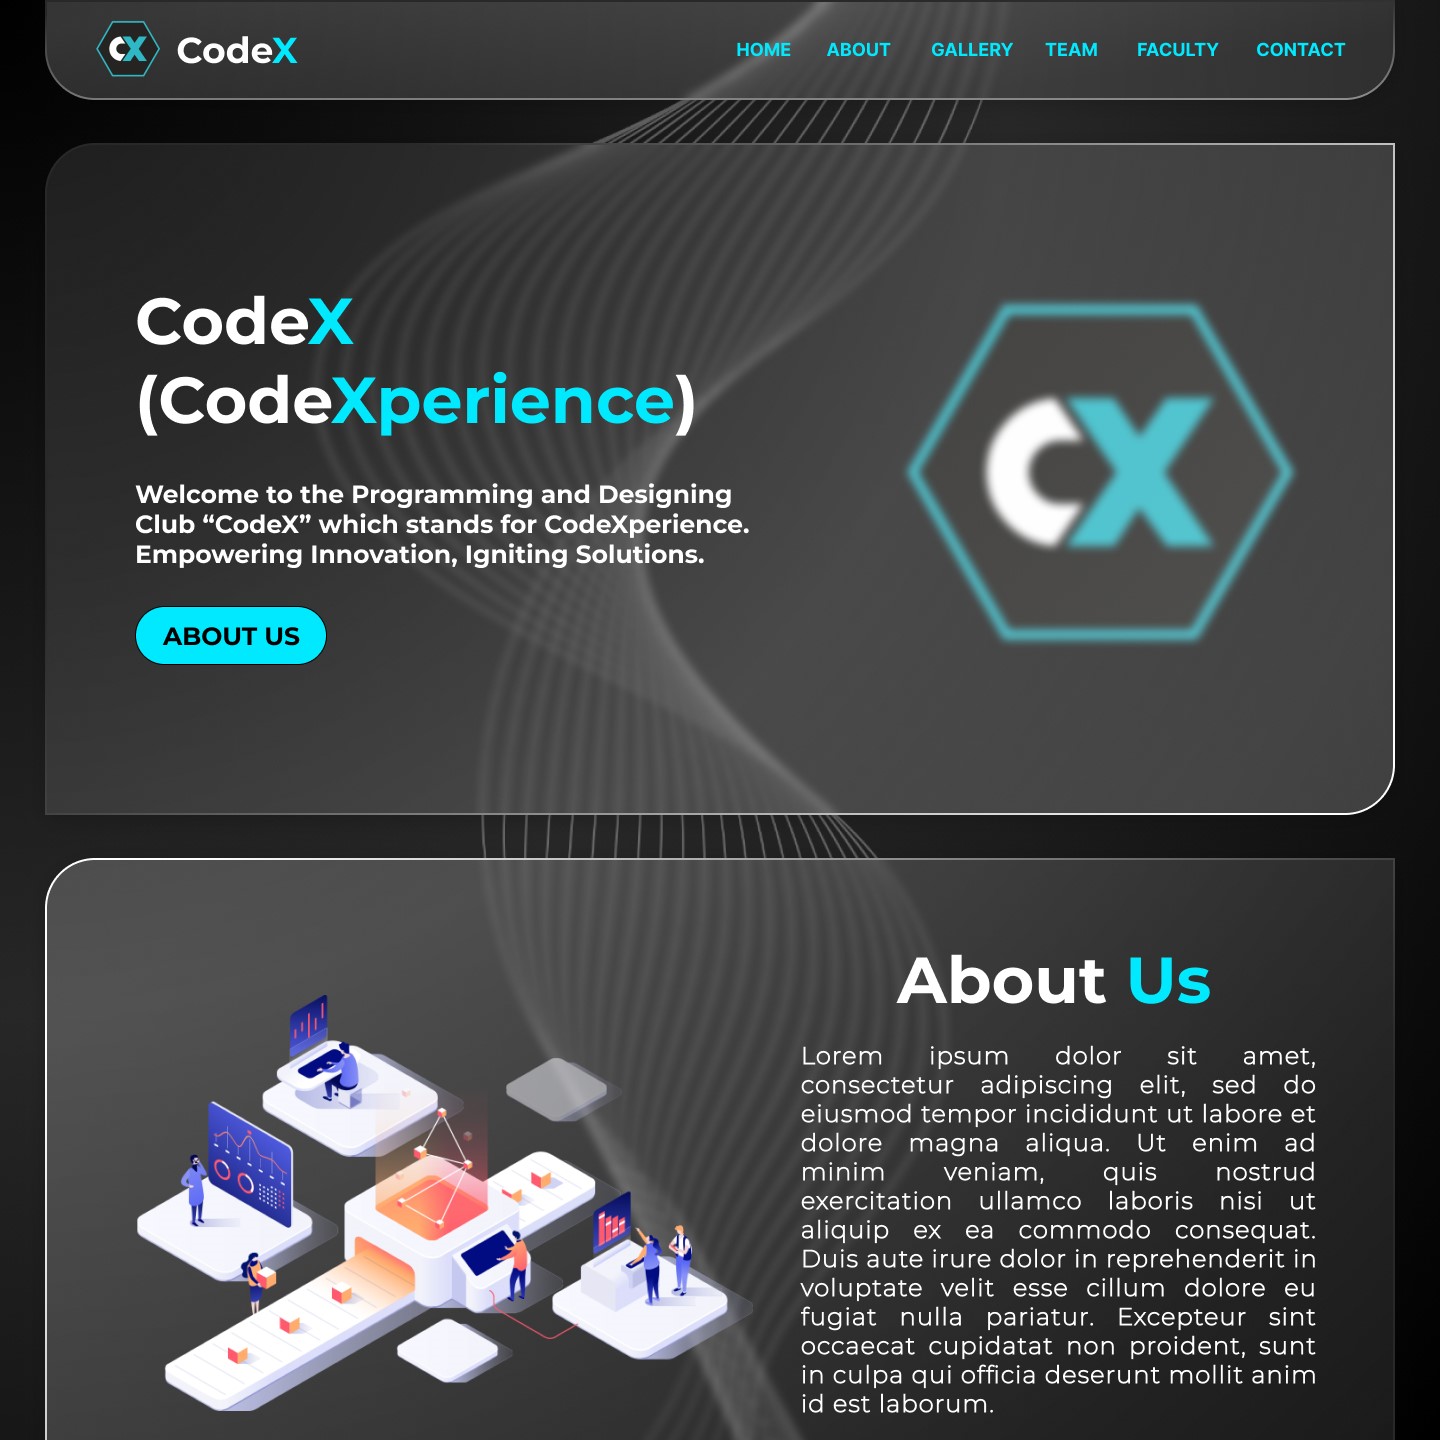 CX CodeX HOME ABOUT GALLERY TEAM FACULTY CONTACT
CodeX
(CodeXperience)
CX
Welcome to the Programming and Designing
Club “CodeX” which stands for CodeXperience.
Empowering Innovation, Igniting Solutions.
ABOUT US
About Us
Lorem ipsum dolor sit amet,
consectetur adipiscing elit, sed do
eiusmod tempor incididunt ut labore et
dolore magna aliqua. Ut enim ad
minim veniam, quis nostrud
exercitation ullamco laboris nisi ut
aliquip ex ea commodo consequat.
Duis aute irure dolor in reprehenderit in
voluptate velit esse cillum dolore eu
fugiat nulla pariatur. Excepteur sint
occaecat cupidatat non proident, sunt
in culpa qui officia deserunt mollit anim
id est laborum.